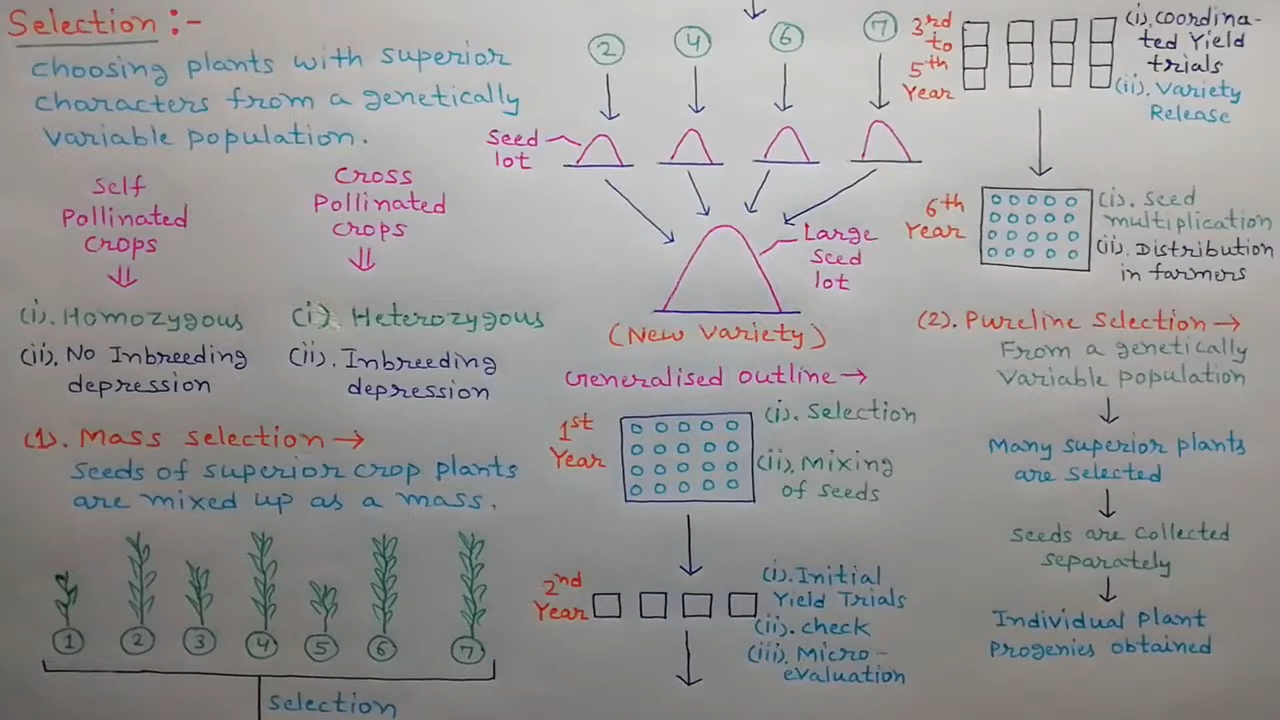 Selection :-
choosing plants with superior
characters from a genetically
variable population.
Self
Pollinated
crops
(i). Homozygous
(ii). No Inbreeding
depression
Cross
Pollinated
crops
(i) Heterozygous
(ii). Inbreeding
depression
(1). Mass selection →
Seeds of superior crop plants
are mixed up as a mass.
1
2
3
4
5
6
7
selection
2
4
6
7
Seed
lot
Large
Seed
lot
(New variety)
Generalised outline →
1st
Year
(i). Selection
(ii). Mixing
of seeds
2nd
Year
(i). Initial
Yield Trials
(ii). check
(iii). Micro-
evaluation
3rd
to
5th
Year
(i). Coordina-
ted Yield
trials
(ii). Variety
Release
6th
Year
(i). Seed
multiplication
(ii). Distribution
in farmers
(2). Pureline Selection →
From a genetically
Variable population
Many superior plants
are selected
Seeds are collected
separately
Individual Plant
Progenies obtained